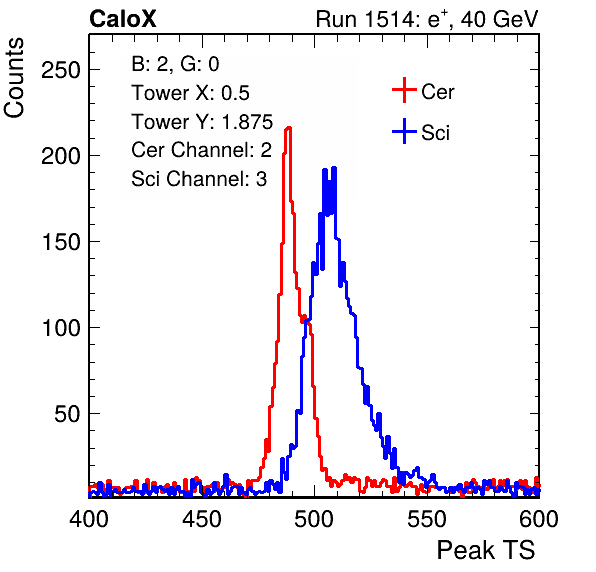 CaloX Run 1514: e⁺, 40 GeV
B: 2, G: 0
Tower X: 0.5
Tower Y: 1.875
Cer Channel: 2
Sci Channel: 3
Cer
Sci
Counts
250
200
150
100
50
400 450 500 550 600
Peak TS